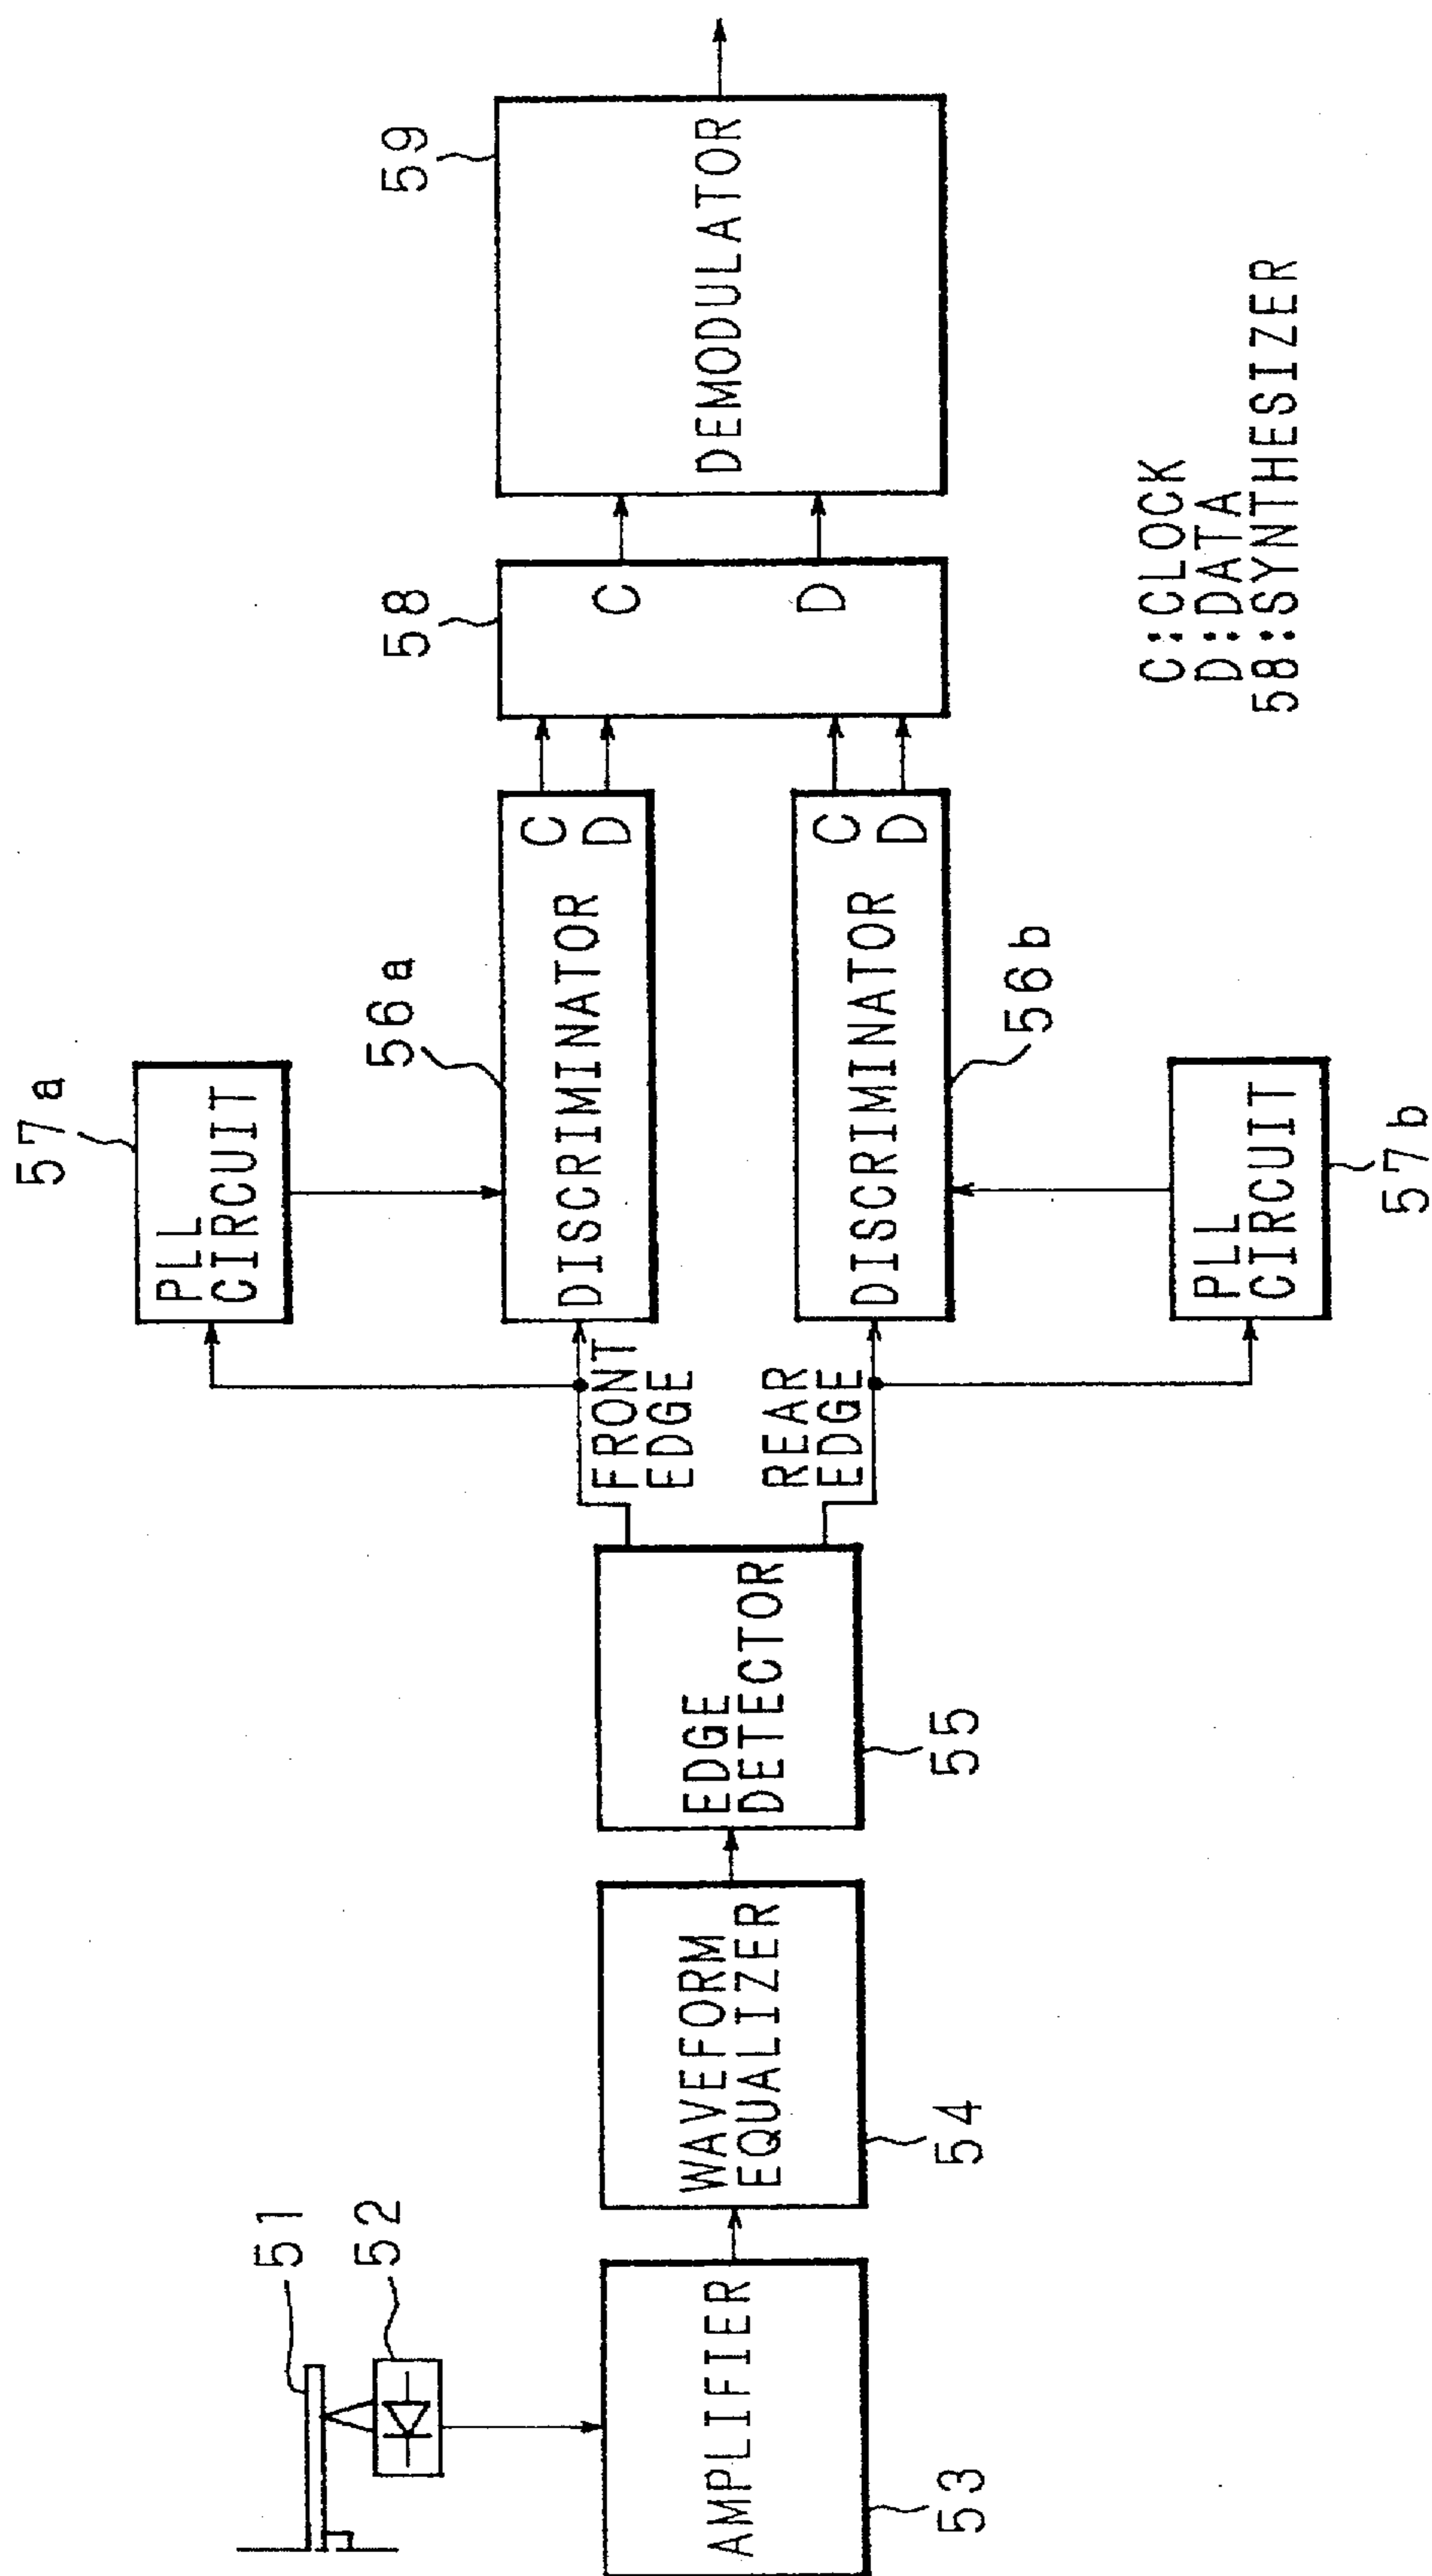 51
52
AMPLIFIER
53
WAVEFORM
EQUALIZER
54
EDGE
DETECTOR
55
FRONT
EDGE
REAR
EDGE
57a
PLL
CIRCUIT
56a
DISCRIMINATOR
C
D
DISCRIMINATOR
C
D
56b
PLL
CIRCUIT
57b
58
C
D
59
DEMODULATOR
C:CLOCK
D:DATA
58:SYNTHESIZER